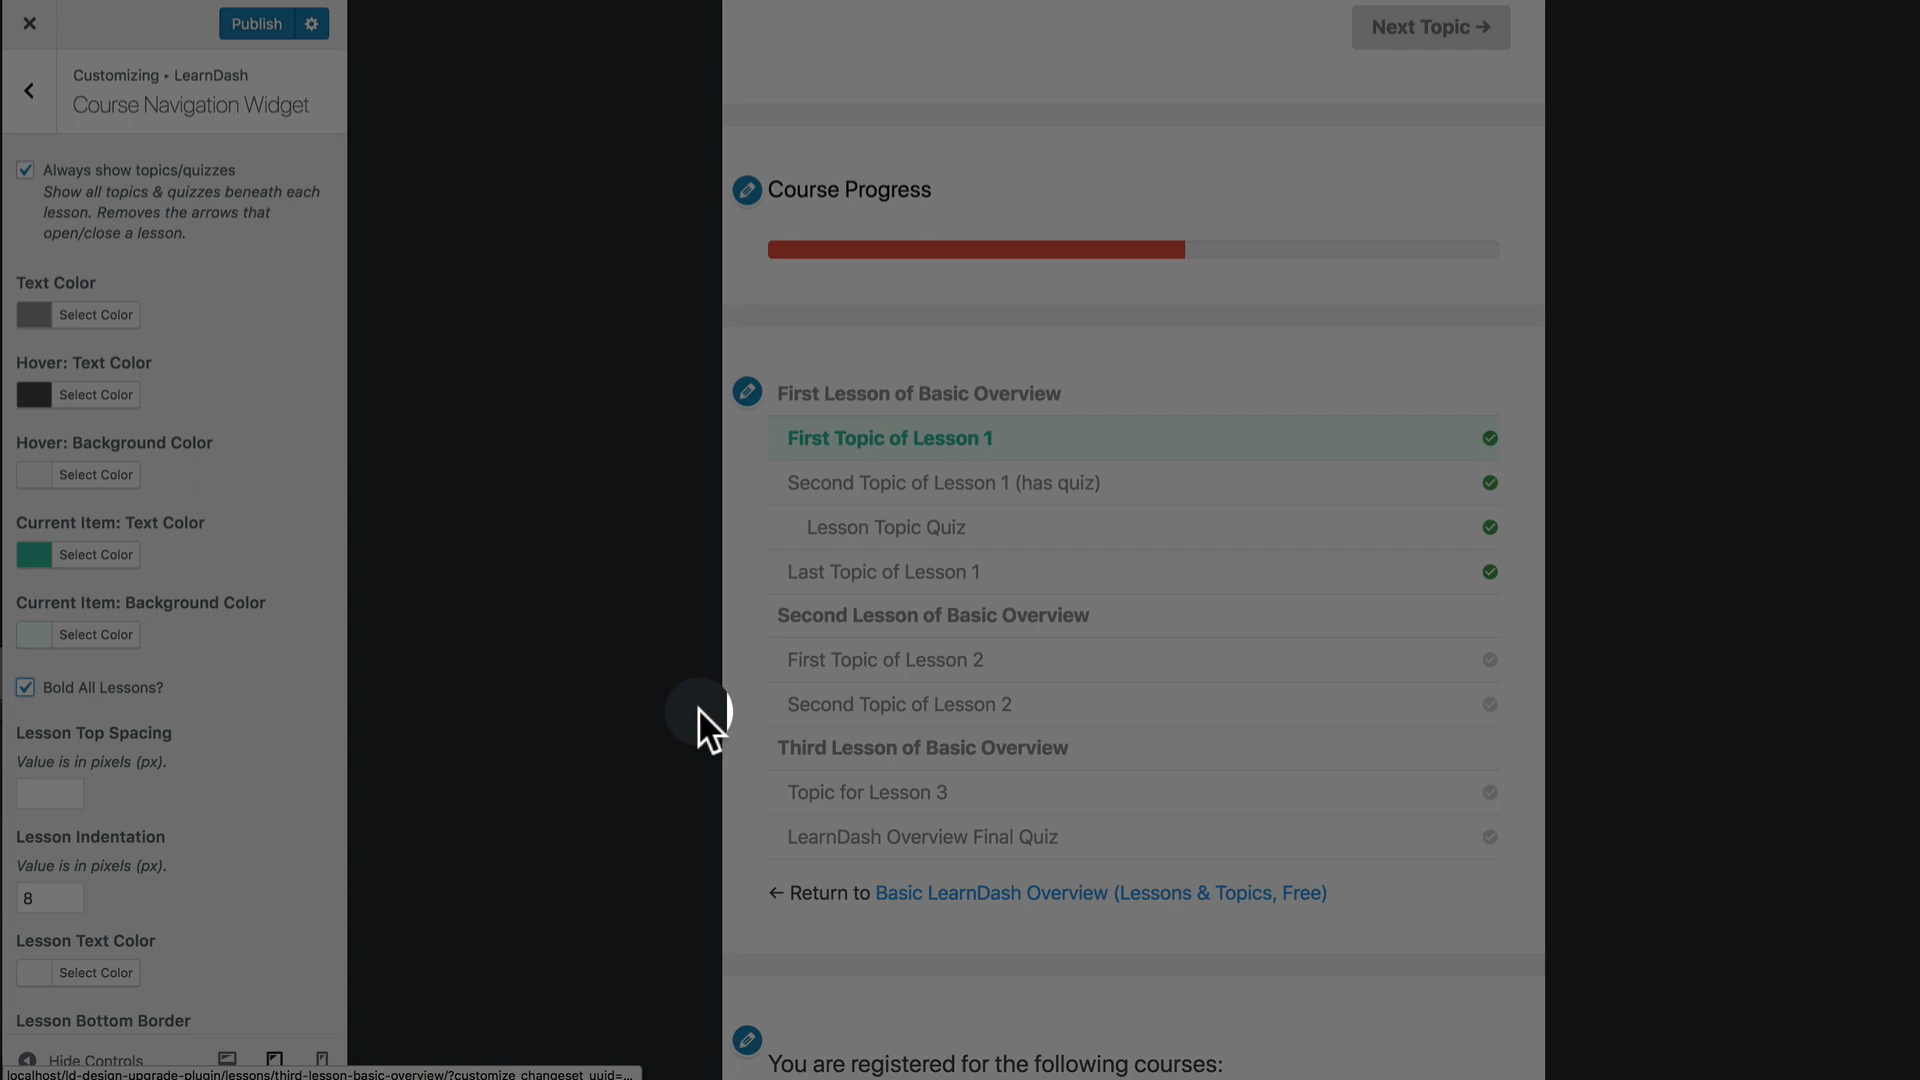 Publish
Customizing ▸ LearnDash
Course Navigation Widget
Always show topics/quizzes
Show all topics & quizzes beneath each
lesson. Removes the arrows that
open/close a lesson.
Text Color
Select Color
Hover: Text Color
Select Color
Hover: Background Color
Select Color
Current Item: Text Color
Select Color
Current Item: Background Color
Select Color
Bold All Lessons?
Lesson Top Spacing
Value is in pixels (px).
Lesson Indentation
Value is in pixels (px).
8
Lesson Text Color
Select Color
Lesson Bottom Border
Hide Controls
localhost/ld-design-upgrade-plugin/lessons/third-lesson-basic-overview/?customize_changeset_uuid=...
Next Topic →
Course Progress
First Lesson of Basic Overview
First Topic of Lesson 1
Second Topic of Lesson 1 (has quiz)
Lesson Topic Quiz
Last Topic of Lesson 1
Second Lesson of Basic Overview
First Topic of Lesson 2
Second Topic of Lesson 2
Third Lesson of Basic Overview
Topic for Lesson 3
LearnDash Overview Final Quiz
← Return to Basic LearnDash Overview (Lessons & Topics, Free)
You are registered for the following courses: